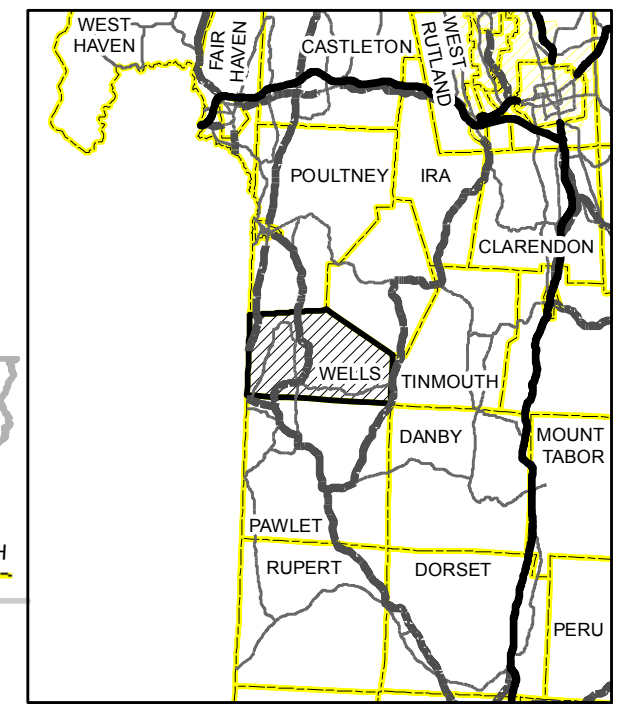 WEST
HAVEN
FAIR
HAVEN
CASTLETON
WEST
RUTLAND
POULTNEY
IRA
CLARENDON
WELLS
TINMOUTH
DANBY
MOUNT
TABOR
PAWLET
RUPERT
DORSET
PERU
H